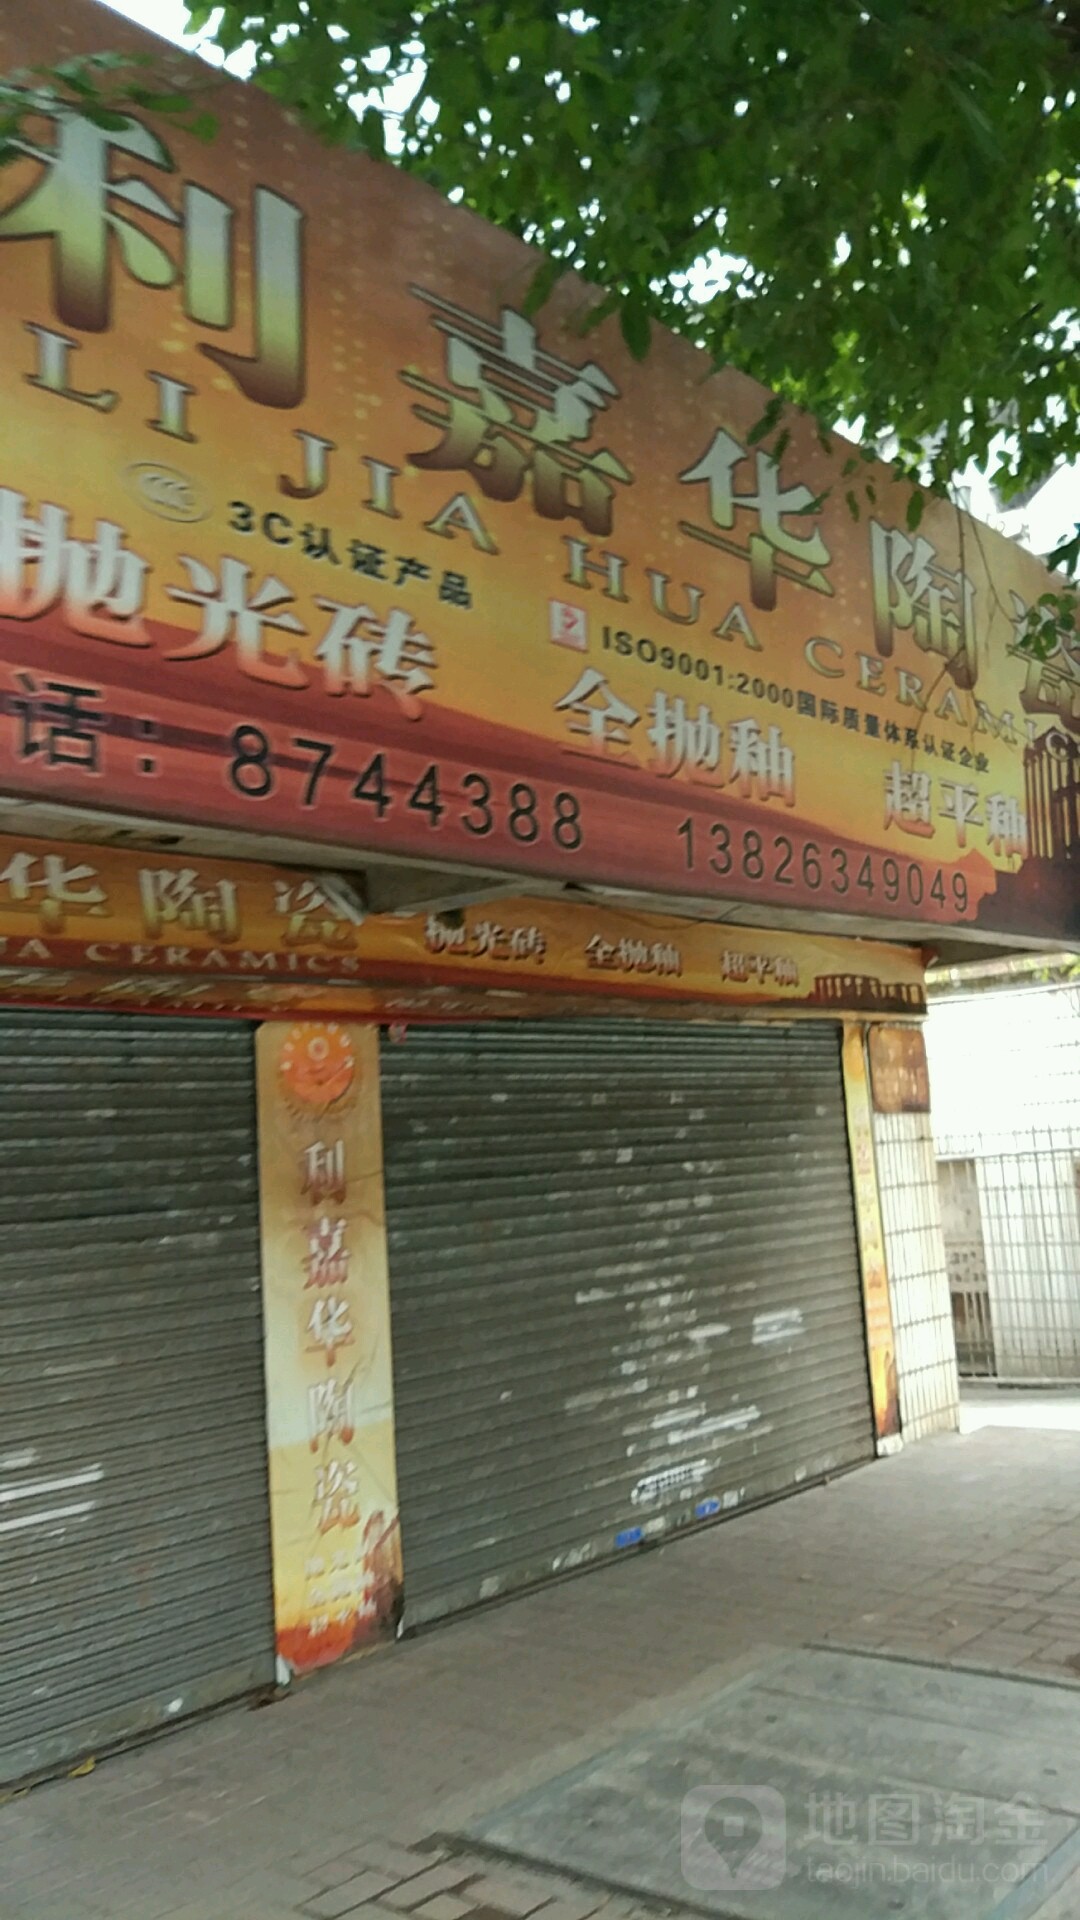 利嘉华陶瓷
LI JIA HUA CERAMIC
3C认证产品
ISO9001:2000国际质量体系认证企业
抛光砖 全抛釉 超平釉
话：8744388 13826349049
华陶瓷 抛光砖 全抛釉 超平釉
UA CERAMICS
利嘉华陶瓷
地图淘金
taojin.baidu.com